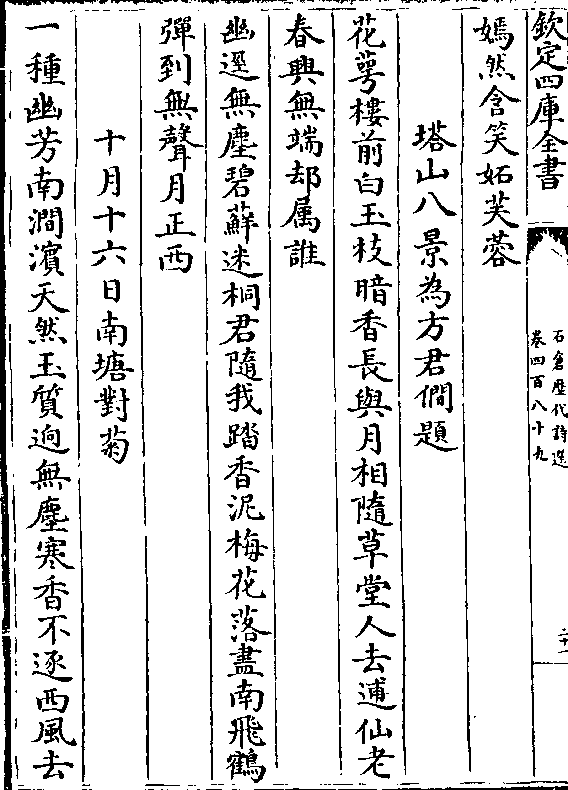 欽定四庫全書
石倉歷代詩選
卷四百八十九
嫣然含笑妬芙蓉
塔山八景為方君僩題
花萼樓前白玉枝暗香長與月相隨草堂人去逋仙老
春興無端却属誰
幽逕無塵碧蘚迷桐君隨我踏香泥梅花落盡南飛鶴
彈到無聲月正西
十月十六日南塘對菊
一種幽芳南澗濱天然玉質逈無塵寒香不逐西風去